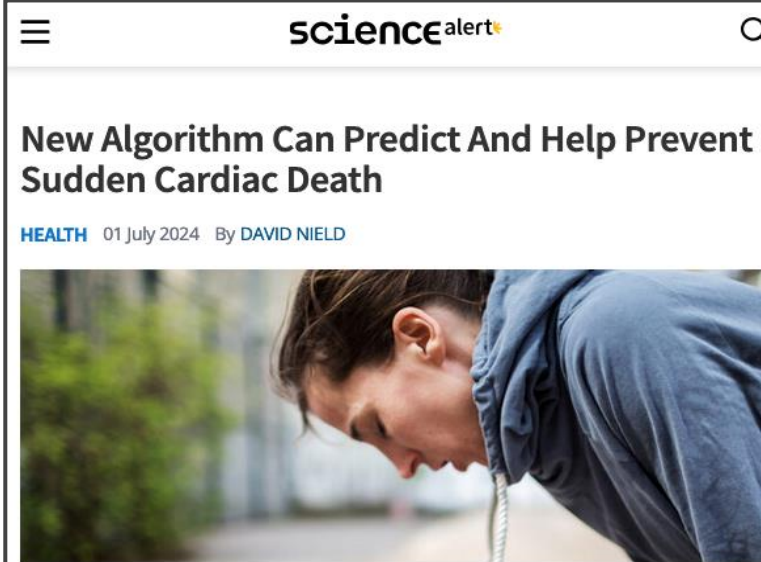 science alert
New Algorithm Can Predict And Help Prevent
Sudden Cardiac Death
HEALTH 01 July 2024 By DAVID NIELD